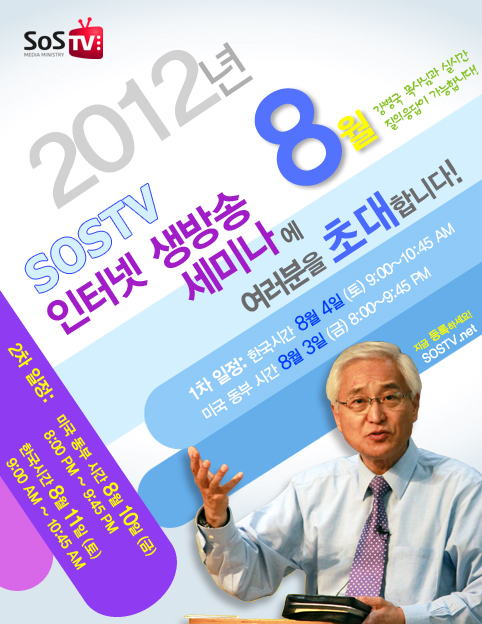 SoS TV
MEDIA MINISTRY
2012년
8월
강병국 목사님과 실시간
질의응답이 가능합니다!
SOSTV
인터넷 생방송
세미나에
여러분을 초대합니다!
1차 일정: 한국시간 8월 4일 (토) 9:00~10:45 AM
미국 동부 시간 8월 3일 (금) 8:00~9:45 PM
지금 등록하세요!
SOSTV.net
2차 일정:
미국 동부 시간 8월 10일 (금)
8:00 PM ~ 9:45 PM
한국시간 8월 11일 (토)
9:00 AM ~ 10:45 AM